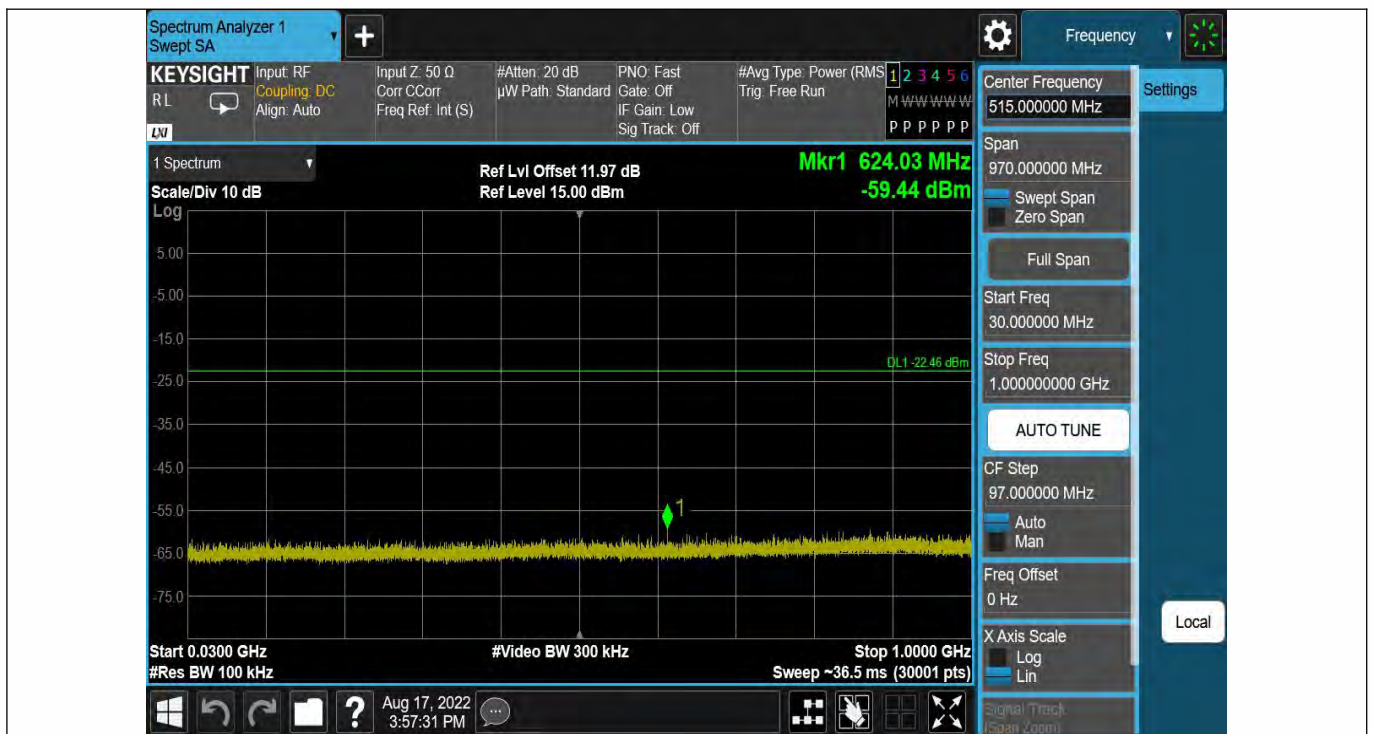 Spectrum Analyzer 1
Swept SA
Frequency
KEYSIGHT
R L
LXI
Input: RF
Coupling: DC
Align: Auto
Input Z: 50 Ω
Corr CCorr
Freq Ref: Int (S)
#Atten: 20 dB
µW Path: Standard
PNO: Fast
Gate: Off
IF Gain: Low
Sig Track: Off
#Avg Type: Power (RMS
Trig: Free Run
1 2 3 4 5 6
M W W W W W
P P P P P P
1 Spectrum
Scale/Div 10 dB
Ref Lvl Offset 11.97 dB
Ref Level 15.00 dBm
Mkr1 624.03 MHz
-59.44 dBm
Log
5.00
-5.00
-15.0
DL1 -22.46 dBm
-25.0
-35.0
-45.0
-55.0
1
-65.0
-75.0
Start 0.0300 GHz
#Video BW 300 kHz
Stop 1.0000 GHz
#Res BW 100 kHz
Sweep ~36.5 ms (30001 pts)
Aug 17, 2022
3:57:31 PM
Center Frequency
515.000000 MHz
Settings
Span
970.000000 MHz
Swept Span
Zero Span
Full Span
Start Freq
30.000000 MHz
Stop Freq
1.000000000 GHz
AUTO TUNE
CF Step
97.000000 MHz
Auto
Man
Freq Offset
0 Hz
Local
X Axis Scale
Log
Lin
Signal Track
(Span Zoom)